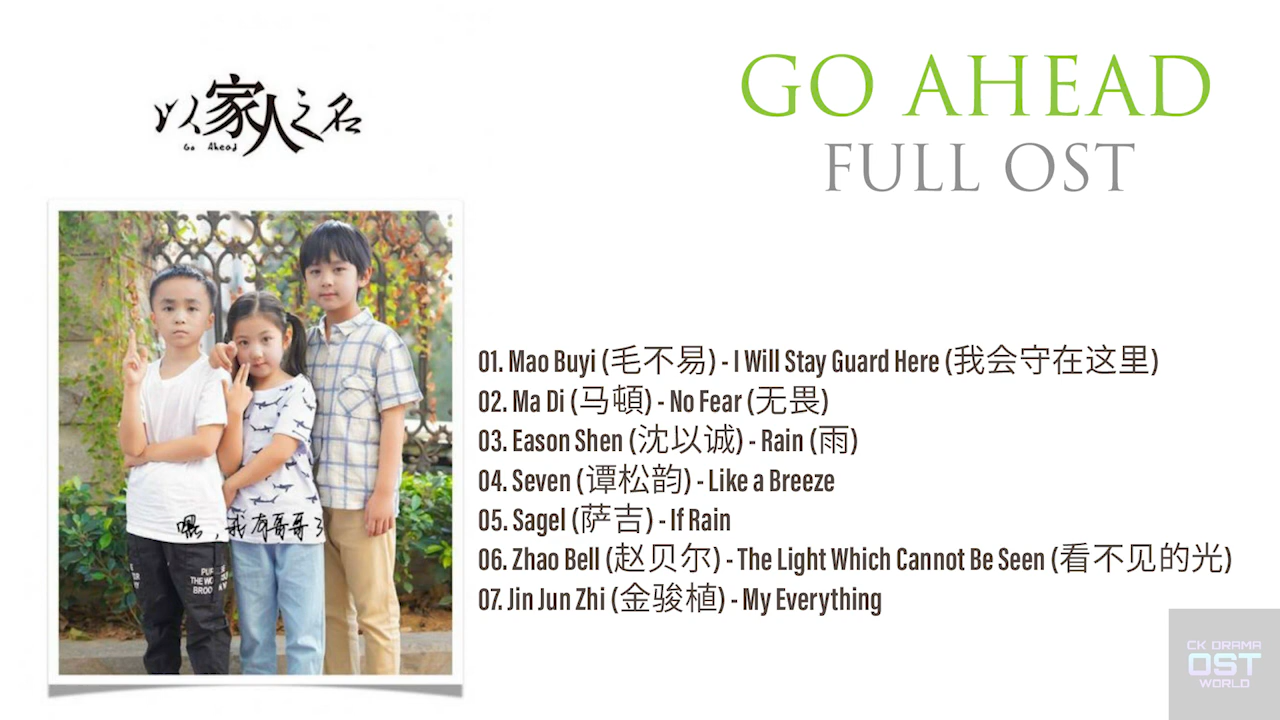 以家人之名
Go Ahead
GO AHEAD
FULL OST
嘿，我有哥哥了
01. Mao Buyi (毛不易) - I Will Stay Guard Here (我会守在这里)
02. Ma Di (马頓) - No Fear (无畏)
03. Eason Shen (沈以诚) - Rain (雨)
04. Seven (谭松韵) - Like a Breeze
05. Sagel (萨吉) - If Rain
06. Zhao Bell (赵贝尔) - The Light Which Cannot Be Seen (看不见的光)
07. Jin Jun Zhi (金骏植) - My Everything
CK DRAMA
OST
WORLD